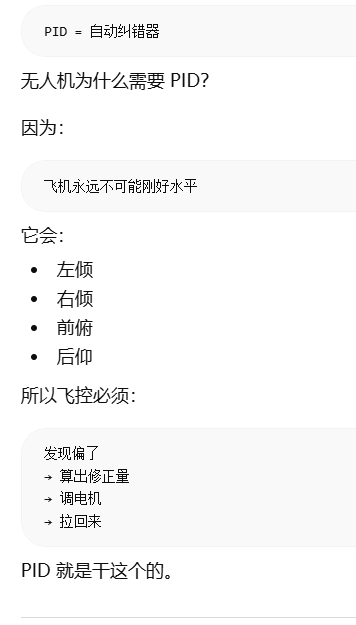 PID = 自动纠错器
无人机为什么需要 PID？
因为：
飞机永远不可能刚好水平
它会：
• 左倾
• 右倾
• 前俯
• 后仰
所以飞控必须：
发现偏了
→ 算出修正量
→ 调电机
→ 拉回来
PID 就是干这个的。